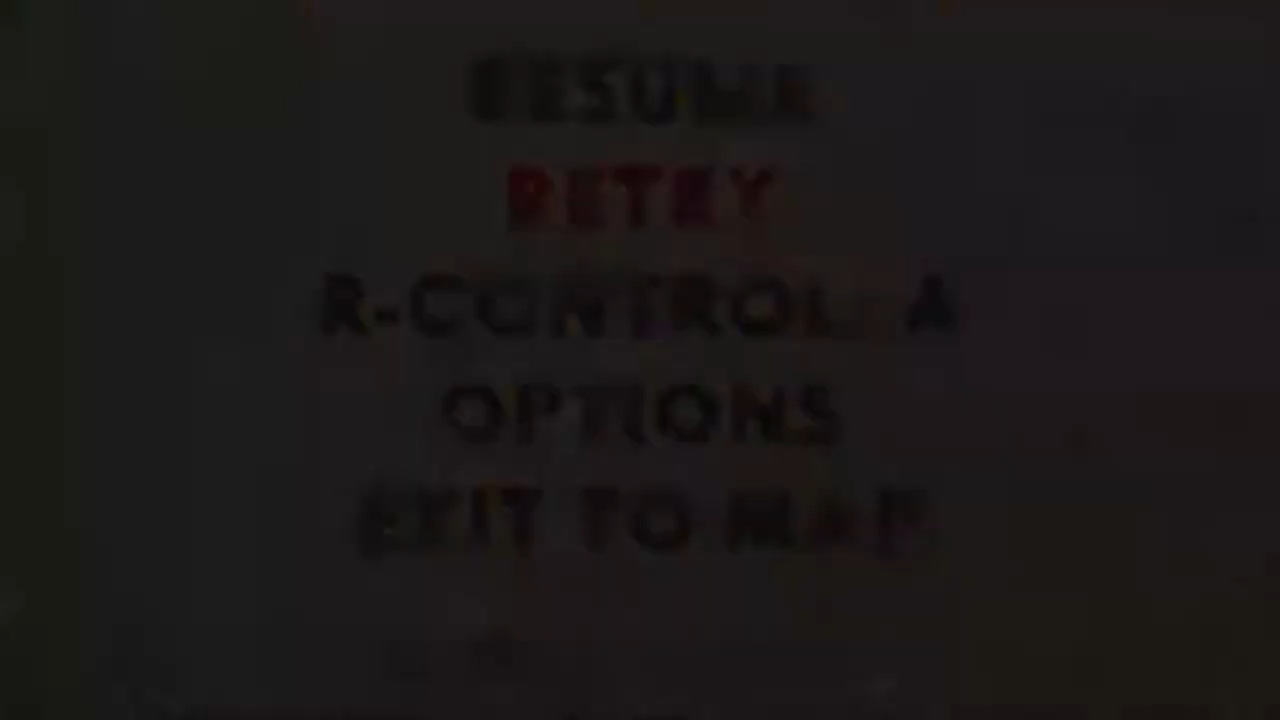 RESUME
RETRY
R-CONTROL: A
OPTIONS
EXIT TO MAP